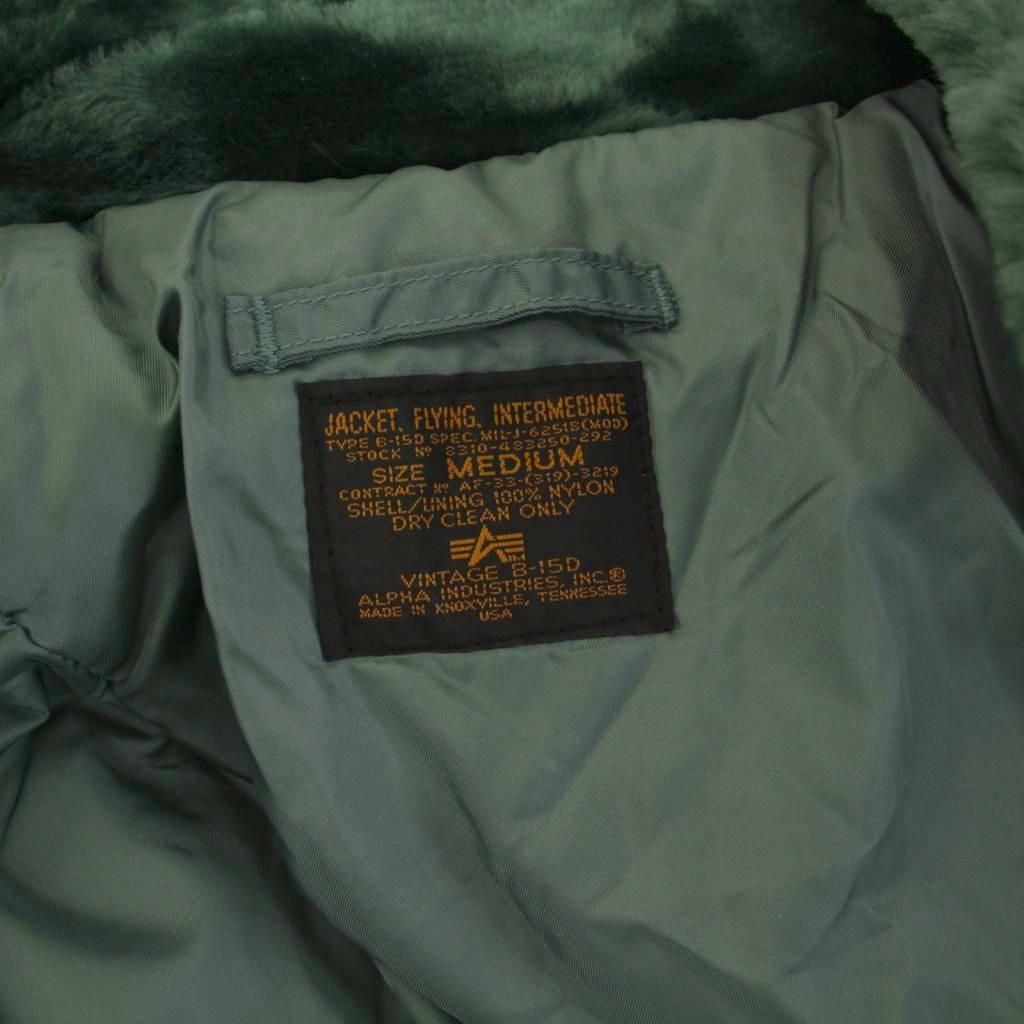 JACKET, FLYING, INTERMEDIATE
TYPE B-15D SPEC. MIL-J-6251B(MOD)
STOCK Nº 8310-483250-292
SIZE MEDIUM
CONTRACT Nº AF-33-(319)-3219
SHELL/LINING 100% NYLON
DRY CLEAN ONLY
A TM
VINTAGE B-15D
ALPHA INDUSTRIES, INC.®
MADE IN KNOXVILLE, TENNESSEE
USA